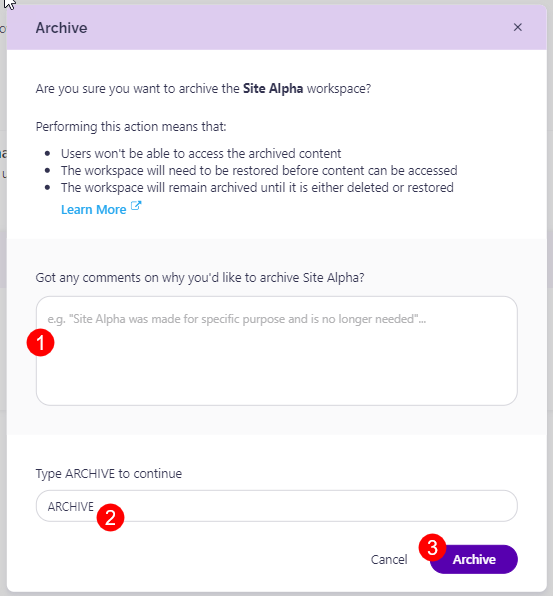 Archive
×
Are you sure you want to archive the Site Alpha workspace?
Performing this action means that:
• Users won't be able to access the archived content
• The workspace will need to be restored before content can be accessed
• The workspace will remain archived until it is either deleted or restored
Learn More
Got any comments on why you'd like to archive Site Alpha?
e.g. "Site Alpha was made for specific purpose and is no longer needed"...
1
Type ARCHIVE to continue
ARCHIVE
2
Cancel
3
Archive